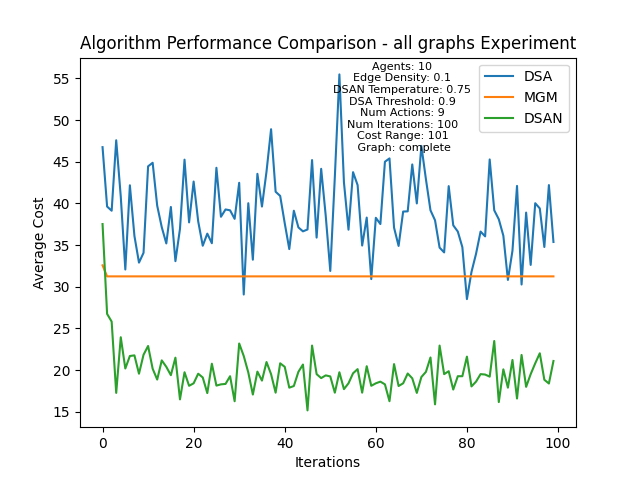 Algorithm Performance Comparison - all graphs Experiment
Agents: 10
Edge Density: 0.1
DSAN Temperature: 0.75
DSA Threshold: 0.9
Num Actions: 9
Num Iterations: 100
Cost Range: 101
Graph: complete
DSA
MGM
DSAN
Average Cost
55
50
45
40
35
30
25
20
15
0
20
40
60
80
100
Iterations